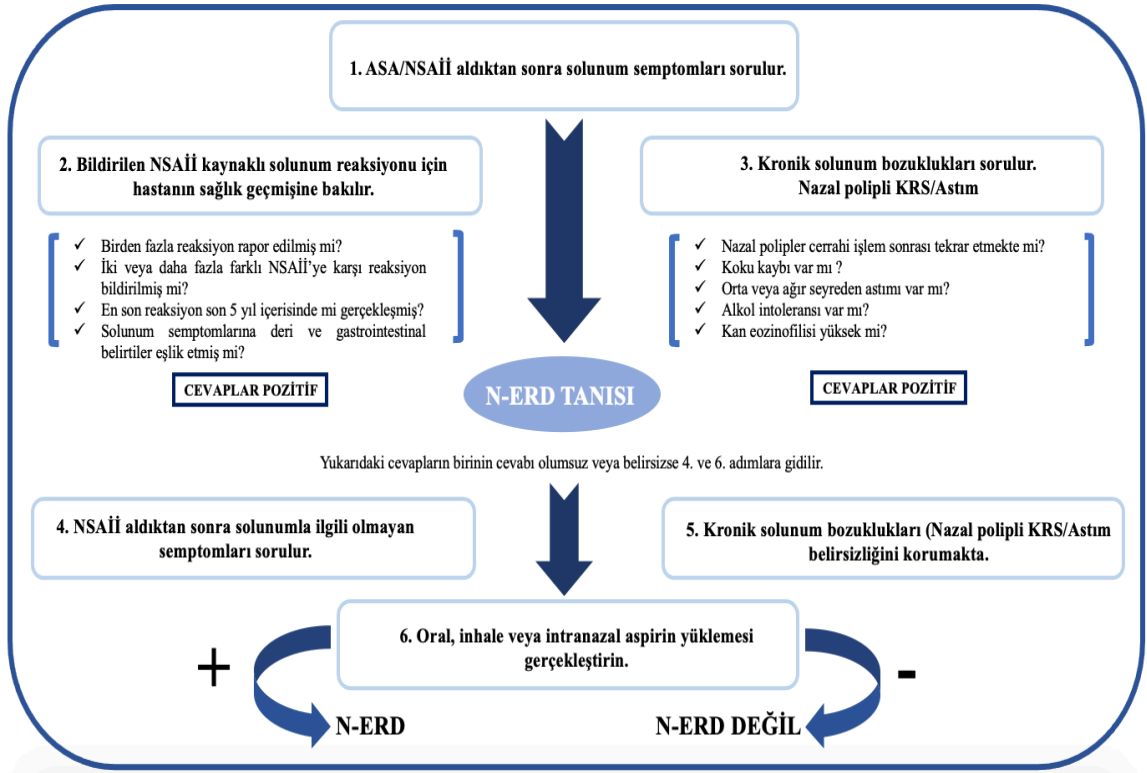 1. ASA/NSAİİ aldıktan sonra solunum semptomları sorulur.
2. Bildirilen NSAİİ kaynaklı solunum reaksiyonu için
hastanın sağlık geçmişine bakılır.
✓ Birden fazla reaksiyon rapor edilmiş mi?
✓ İki veya daha fazla farklı NSAİİ’ye karşı reaksiyon
bildirilmiş mi?
✓ En son reaksiyon son 5 yıl içerisinde mi gerçekleşmiş?
✓ Solunum semptomlarına deri ve gastrointestinal
belirtiler eşlik etmiş mi?
CEVAPLAR POZİTİF
3. Kronik solunum bozuklukları sorulur.
Nazal polipli KRS/Astım
✓ Nazal polipler cerrahi işlem sonrası tekrar etmekte mi?
✓ Koku kaybı var mı ?
✓ Orta veya ağır seyreden astımı var mı?
✓ Alkol intoleransı var mı?
✓ Kan eozinofilisi yüksek mi?
CEVAPLAR POZİTİF
N-ERD TANISI
Yukarıdaki cevapların birinin cevabı olumsuz veya belirsizse 4. ve 6. adımlara gidilir.
4. NSAİİ aldıktan sonra solunumla ilgili olmayan
semptomları sorulur.
5. Kronik solunum bozuklukları (Nazal polipli KRS/Astım
belirsizliğini korumakta.
6. Oral, inhale veya intranazal aspirin yüklemesi
gerçekleştirin.
+
-
N-ERD
N-ERD DEĞİL